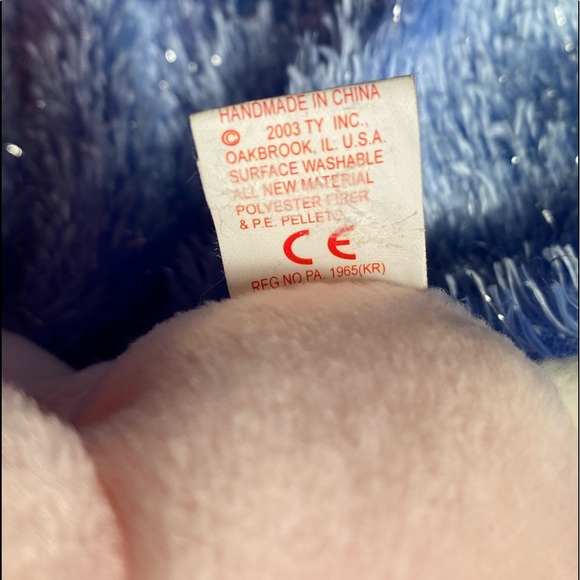 HANDMADE IN CHINA
© 2003 TY INC.,
OAKBROOK, IL. U.S.A.
SURFACE WASHABLE
ALL NEW MATERIAL
POLYESTER FIBER
& P.E. PELLETS
CE
REG NO PA. 1965(KR)